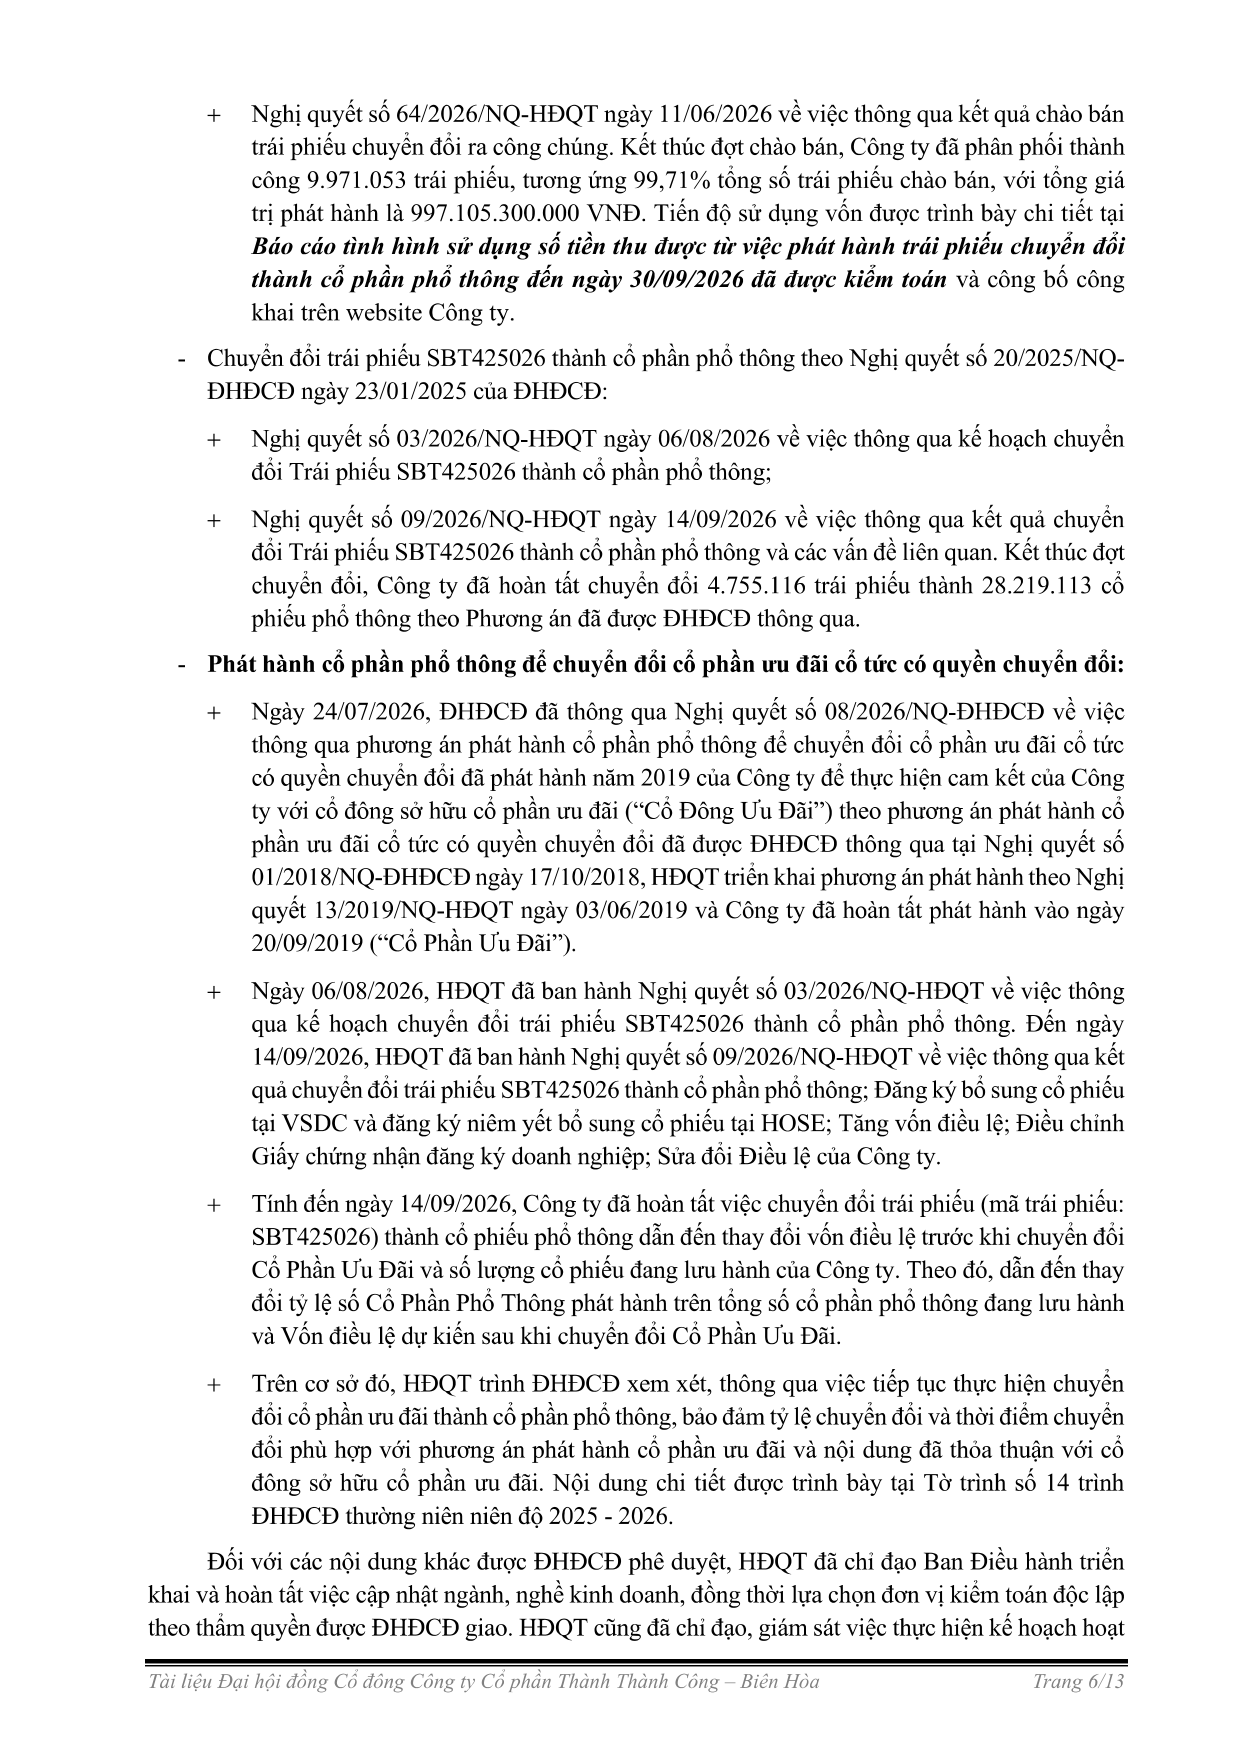 + Nghị quyết số 64/2026/NQ-HĐQT ngày 11/06/2026 về việc thông qua kết quả chào bán
trái phiếu chuyển đổi ra công chúng. Kết thúc đợt chào bán, Công ty đã phân phối thành
công 9.971.053 trái phiếu, tương ứng 99,71% tổng số trái phiếu chào bán, với tổng giá
trị phát hành là 997.105.300.000 VNĐ. Tiến độ sử dụng vốn được trình bày chi tiết tại
Báo cáo tình hình sử dụng số tiền thu được từ việc phát hành trái phiếu chuyển đổi
thành cổ phần phổ thông đến ngày 30/09/2026 đã được kiểm toán và công bố công
khai trên website Công ty.
- Chuyển đổi trái phiếu SBT425026 thành cổ phần phổ thông theo Nghị quyết số 20/2025/NQ-
ĐHĐCĐ ngày 23/01/2025 của ĐHĐCĐ:
+ Nghị quyết số 03/2026/NQ-HĐQT ngày 06/08/2026 về việc thông qua kế hoạch chuyển
đổi Trái phiếu SBT425026 thành cổ phần phổ thông;
+ Nghị quyết số 09/2026/NQ-HĐQT ngày 14/09/2026 về việc thông qua kết quả chuyển
đổi Trái phiếu SBT425026 thành cổ phần phổ thông và các vấn đề liên quan. Kết thúc đợt
chuyển đổi, Công ty đã hoàn tất chuyển đổi 4.755.116 trái phiếu thành 28.219.113 cổ
phiếu phổ thông theo Phương án đã được ĐHĐCĐ thông qua.
- Phát hành cổ phần phổ thông để chuyển đổi cổ phần ưu đãi cổ tức có quyền chuyển đổi:
+ Ngày 24/07/2026, ĐHĐCĐ đã thông qua Nghị quyết số 08/2026/NQ-ĐHĐCĐ về việc
thông qua phương án phát hành cổ phần phổ thông để chuyển đổi cổ phần ưu đãi cổ tức
có quyền chuyển đổi đã phát hành năm 2019 của Công ty để thực hiện cam kết của Công
ty với cổ đông sở hữu cổ phần ưu đãi (“Cổ Đông Ưu Đãi”) theo phương án phát hành cổ
phần ưu đãi cổ tức có quyền chuyển đổi đã được ĐHĐCĐ thông qua tại Nghị quyết số
01/2018/NQ-ĐHĐCĐ ngày 17/10/2018, HĐQT triển khai phương án phát hành theo Nghị
quyết 13/2019/NQ-HĐQT ngày 03/06/2019 và Công ty đã hoàn tất phát hành vào ngày
20/09/2019 (“Cổ Phần Ưu Đãi”).
+ Ngày 06/08/2026, HĐQT đã ban hành Nghị quyết số 03/2026/NQ-HĐQT về việc thông
qua kế hoạch chuyển đổi trái phiếu SBT425026 thành cổ phần phổ thông. Đến ngày
14/09/2026, HĐQT đã ban hành Nghị quyết số 09/2026/NQ-HĐQT về việc thông qua kết
quả chuyển đổi trái phiếu SBT425026 thành cổ phần phổ thông; Đăng ký bổ sung cổ phiếu
tại VSDC và đăng ký niêm yết bổ sung cổ phiếu tại HOSE; Tăng vốn điều lệ; Điều chỉnh
Giấy chứng nhận đăng ký doanh nghiệp; Sửa đổi Điều lệ của Công ty.
+ Tính đến ngày 14/09/2026, Công ty đã hoàn tất việc chuyển đổi trái phiếu (mã trái phiếu:
SBT425026) thành cổ phiếu phổ thông dẫn đến thay đổi vốn điều lệ trước khi chuyển đổi
Cổ Phần Ưu Đãi và số lượng cổ phiếu đang lưu hành của Công ty. Theo đó, dẫn đến thay
đổi tỷ lệ số Cổ Phần Phổ Thông phát hành trên tổng số cổ phần phổ thông đang lưu hành
và Vốn điều lệ dự kiến sau khi chuyển đổi Cổ Phần Ưu Đãi.
+ Trên cơ sở đó, HĐQT trình ĐHĐCĐ xem xét, thông qua việc tiếp tục thực hiện chuyển
đổi cổ phần ưu đãi thành cổ phần phổ thông, bảo đảm tỷ lệ chuyển đổi và thời điểm chuyển
đổi phù hợp với phương án phát hành cổ phần ưu đãi và nội dung đã thỏa thuận với cổ
đông sở hữu cổ phần ưu đãi. Nội dung chi tiết được trình bày tại Tờ trình số 14 trình
ĐHĐCĐ thường niên niên độ 2025 - 2026.
Đối với các nội dung khác được ĐHĐCĐ phê duyệt, HĐQT đã chỉ đạo Ban Điều hành triển
khai và hoàn tất việc cập nhật ngành, nghề kinh doanh, đồng thời lựa chọn đơn vị kiểm toán độc lập
theo thẩm quyền được ĐHĐCĐ giao. HĐQT cũng đã chỉ đạo, giám sát việc thực hiện kế hoạch hoạt
Tài liệu Đại hội đồng Cổ đông Công ty Cổ phần Thành Thành Công – Biên Hòa Trang 6/13